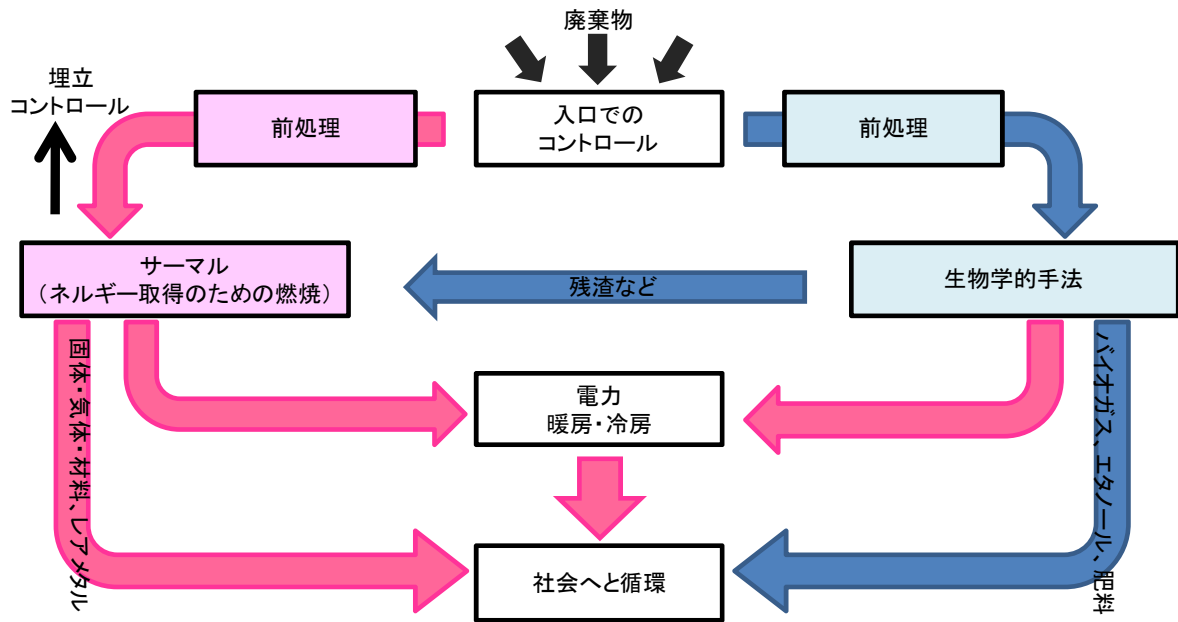 廃棄物
埋立
コントロール
前処理
入口での
コントロール
前処理
サーマル
（ネルギー取得のための燃焼）
残渣など
生物学的手法
固体・気体・材料、レアメタル
電力
暖房・冷房
バイオガス、エタノール、肥料
社会へと循環